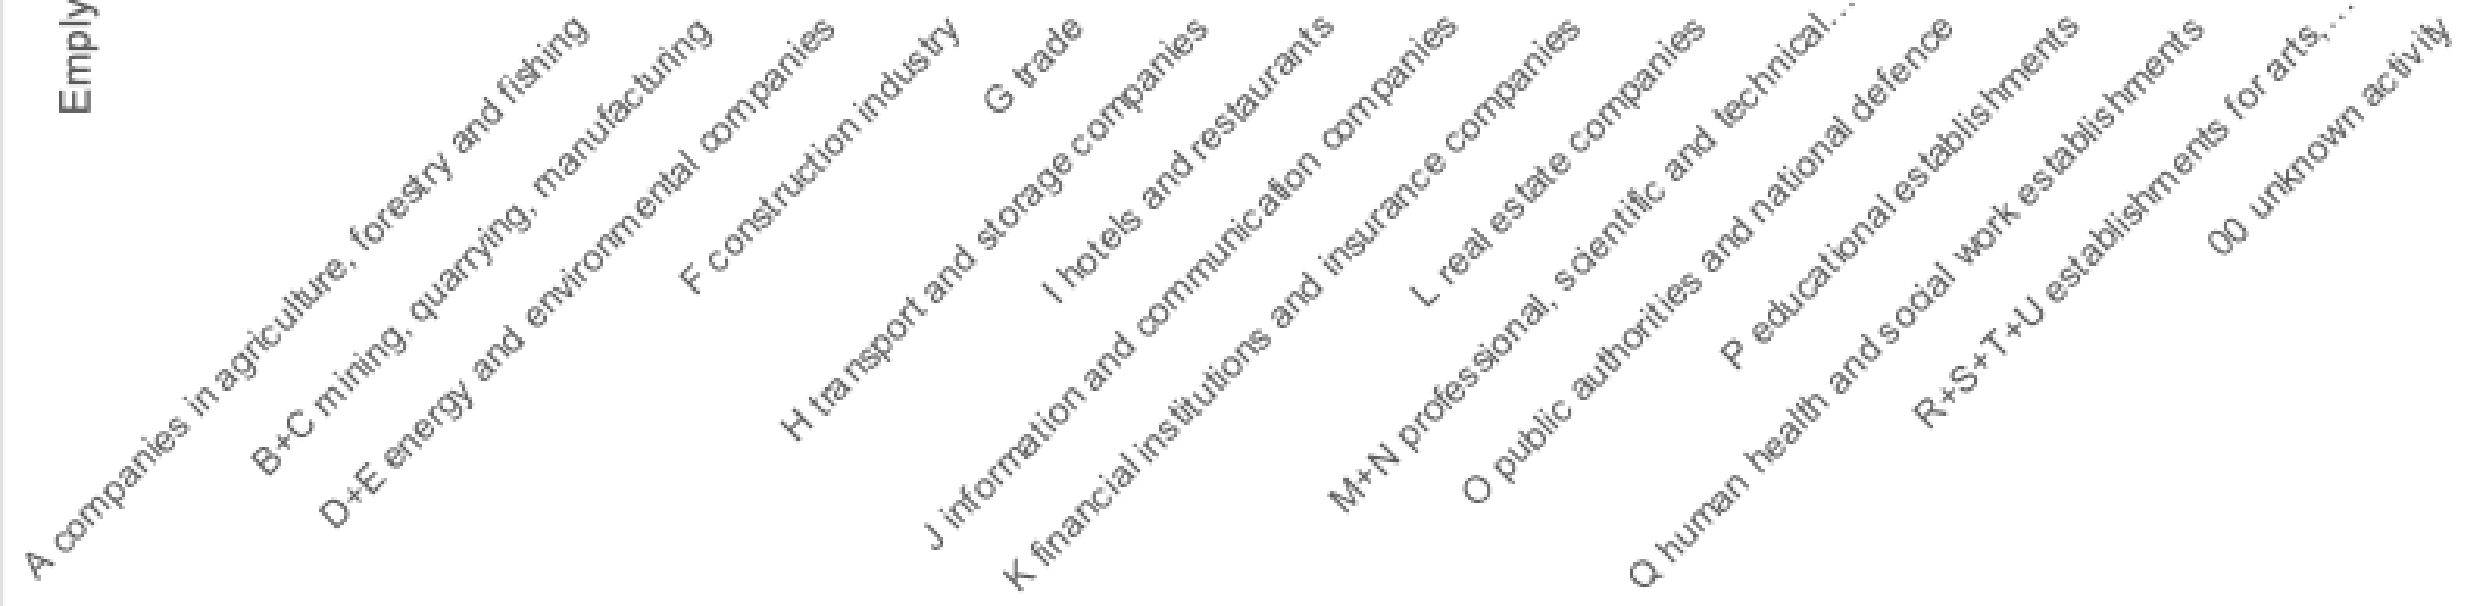 Emply
A companies in agriculture, forestry and fishing
B+C mining, quarrying, manufacturing
D+E energy and environmental companies
F construction industry
G trade
H transport and storage companies
I hotels and restaurants
J information and communication companies
K financial institutions and insurance companies
L real estate companies
M+N professional, scientific and technical…
O public authorities and national defence
P educational establishments
Q human health and social work establishments
R+S+T+U establishments for arts,…
00 unknown activity